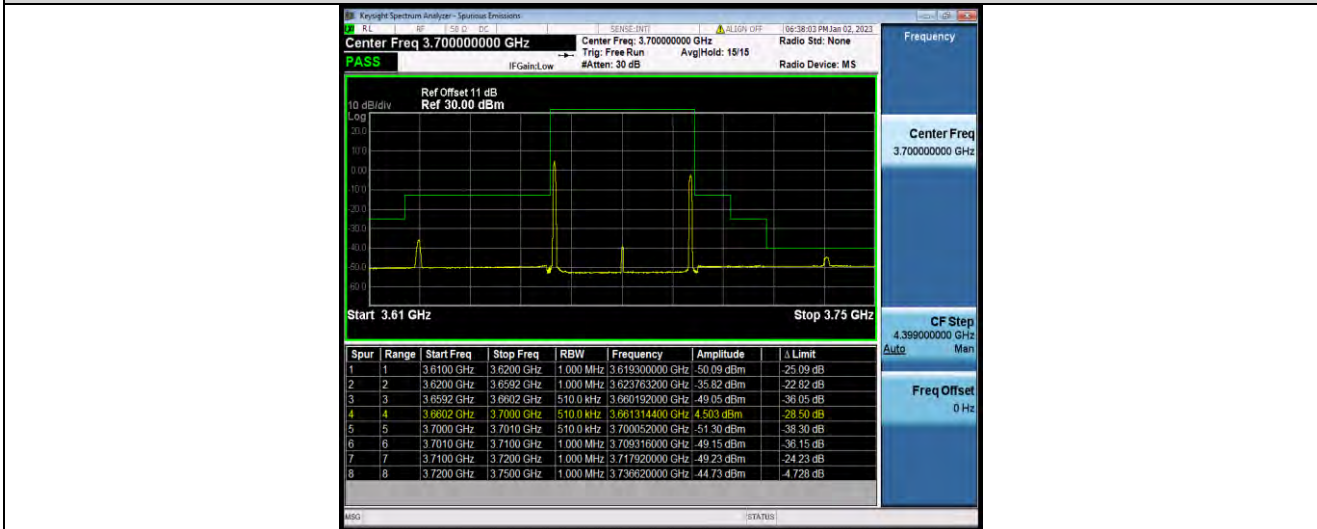 Keysight Spectrum Analyzer - Spurious Emissions
RL RF 50 Ω DC SENSE:INT ALIGN OFF 06:38:03 PM Jan 02, 2023
Center Freq 3.700000000 GHz Center Freq: 3.700000000 GHz Radio Std: None
Trig: Free Run Avg|Hold: 15/15
PASS IFGain:Low #Atten: 30 dB Radio Device: MS
Frequency
Ref Offset 11 dB
10 dB/div Ref 30.00 dBm
Log
20.0
10.0
0.00
-10.0
-20.0
-30.0
-40.0
-50.0
-60.0
Start 3.61 GHz Stop 3.75 GHz
Center Freq
3.700000000 GHz
CF Step
4.399000000 GHz
Auto Man
Freq Offset
0 Hz
Spur Range Start Freq Stop Freq RBW Frequency Amplitude Δ Limit
1 1 3.6100 GHz 3.6200 GHz 1.000 MHz 3.619300000 GHz -50.09 dBm -25.09 dB
2 2 3.6200 GHz 3.6592 GHz 1.000 MHz 3.623763200 GHz -35.82 dBm -22.82 dB
3 3 3.6592 GHz 3.6602 GHz 510.0 kHz 3.660192000 GHz -49.05 dBm -36.05 dB
4 4 3.6602 GHz 3.7000 GHz 510.0 kHz 3.661314400 GHz 4.503 dBm -28.50 dB
5 5 3.7000 GHz 3.7010 GHz 510.0 kHz 3.700052000 GHz -51.30 dBm -38.30 dB
6 6 3.7010 GHz 3.7100 GHz 1.000 MHz 3.709316000 GHz -49.15 dBm -36.15 dB
7 7 3.7100 GHz 3.7200 GHz 1.000 MHz 3.717920000 GHz -49.23 dBm -24.23 dB
8 8 3.7200 GHz 3.7500 GHz 1.000 MHz 3.736620000 GHz -44.73 dBm -4.728 dB
MSG STATUS